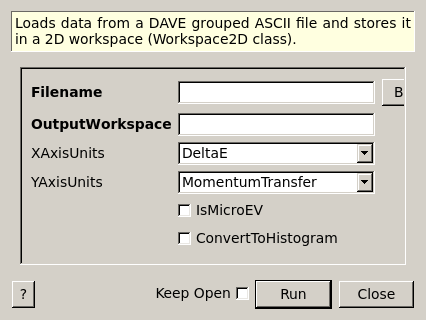 Loads data from a DAVE grouped ASCII file and stores it
in a 2D workspace (Workspace2D class).
Filename
B
OutputWorkspace
XAxisUnits DeltaE
YAxisUnits MomentumTransfer
IsMicroEV
ConvertToHistogram
? Keep Open Run Close